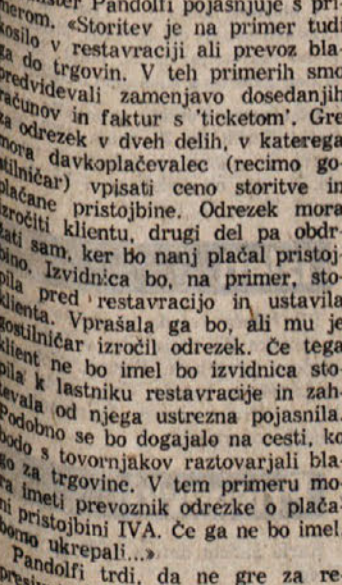 Pandolfi pojasnjuje s pri-
merom. «Storitev je na primer tudi
kosilo v restavraciji ali prevoz bla-
ga do trgovin. V teh primerih smo
predvidevali zamenjavo dosedanjih
računov in faktur s 'ticketom'. Gre
za odrezek v dveh delih, v katerega
mora davkoplačevalec (recimo go-
stilničar) vpisati ceno storitve in
plačane pristojbine. Odrezek mora
izročiti klientu, drugi del pa obdr-
žati sam, ker bo nanj plačal pristoj-
bino. Izvidnica bo, na primer, sto-
pila pred restavracijo in ustavila
klienta. Vprašala ga bo, ali mu je
gostilničar izročil odrezek. Če tega
klient ne bo imel bo izvidnica sto-
pila k lastniku restavracije in zah-
tevala od njega ustrezna pojasnila.
Podobno se bo dogajalo na cesti, ko
bodo s tovornjakov raztovarjali bla-
go za trgovine. V tem primeru mo-
ra imeti prevoznik odrezke o plača-
ni pristojbini IVA. Če ga ne bo imel,
bomo ukrepali...»
Pandolfi trdi, da ne gre za re-